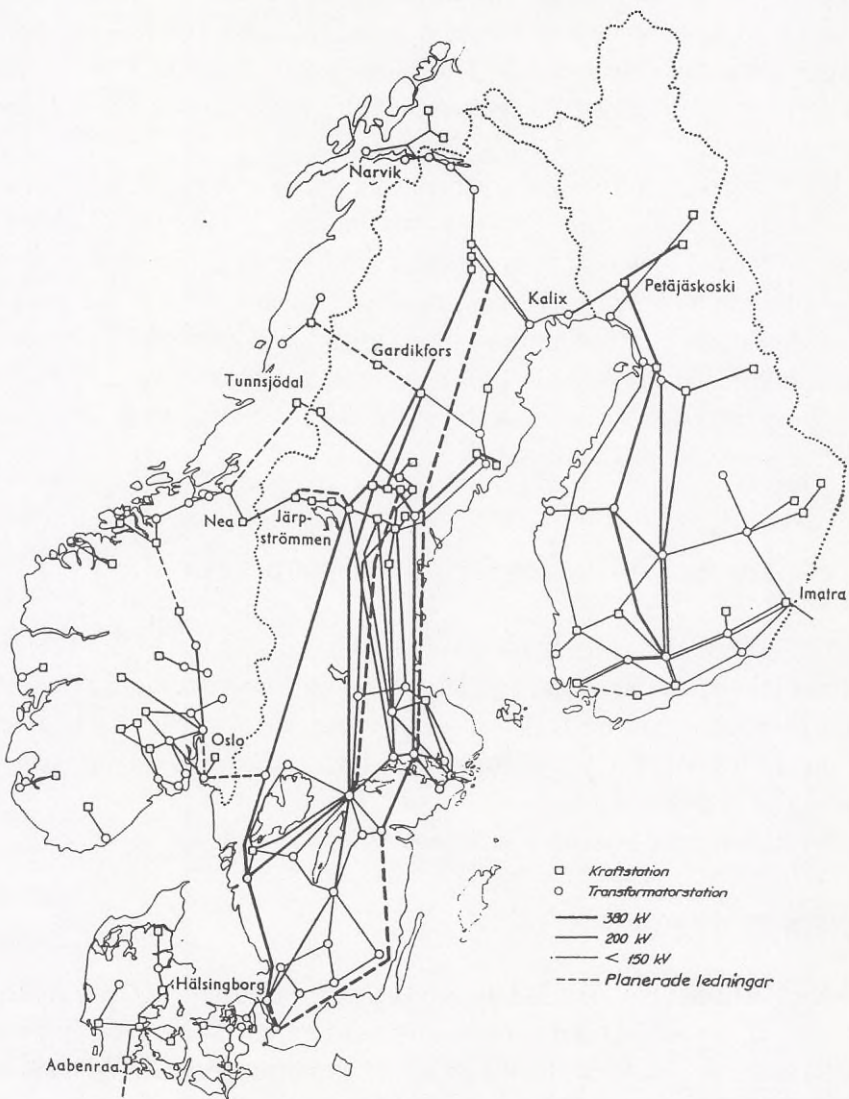 Narvik
Kalix
Petäjäskoski
Gardikfors
Tunnsjödal
Nea
Järp-
strömmen
Imatra
Oslo
Kraftstation
Transformatorstation
380 kV
200 kV
< 150 kV
Planerade ledningar
Hälsingborg
Aabenraa